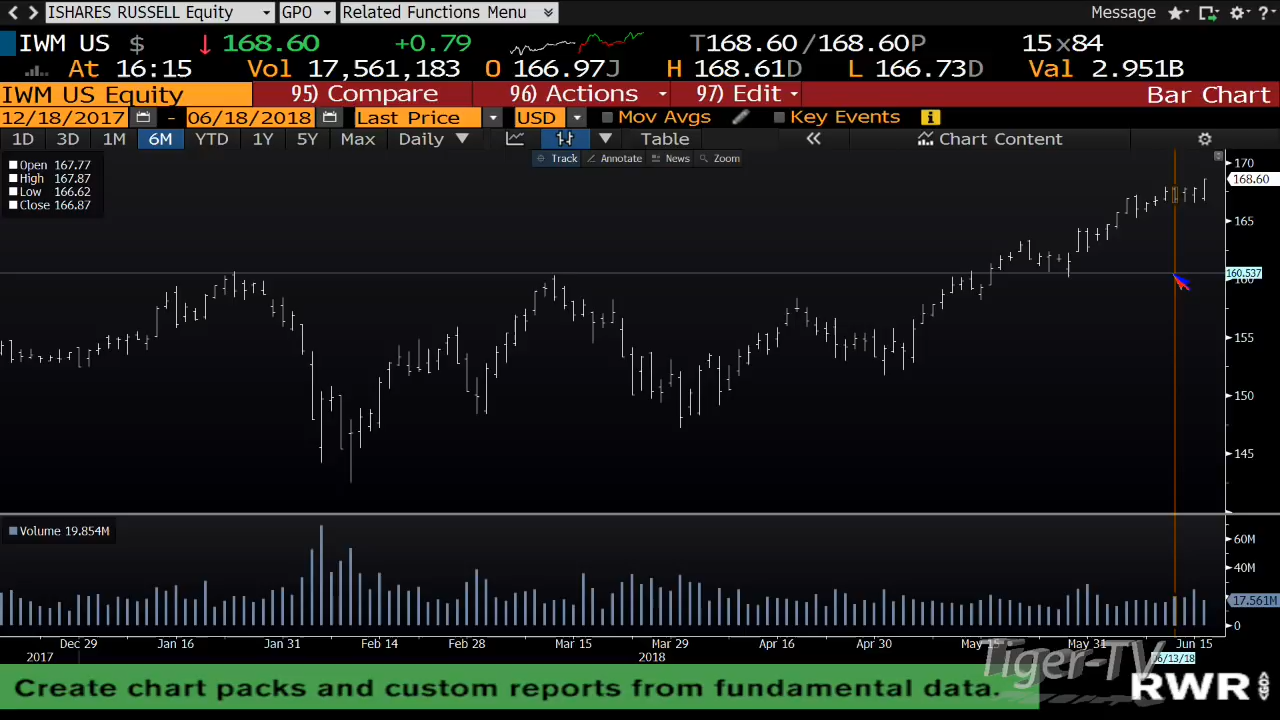 ISHARES RUSSELL Equity GPO Related Functions Menu Message ?
IWM US $ 168.60 +0.79 T168.60/168.60P 15x84
At 16:15 Vol 17,561,183 O 166.97J H 168.61D L 166.73D Val 2.951B
IWM US Equity 95) Compare 96) Actions 97) Edit Bar Chart
12/18/2017 - 06/18/2018 Last Price USD Mov Avgs Key Events
1D 3D 1M 6M YTD 1Y 5Y Max Daily Table Chart Content
Track Annotate News Zoom
Open 167.77
High 167.87
Low 166.62
Close 166.87
170
168.60
165
160.537
160
155
150
145
Volume 19.854M
60M
40M
17.561M
0
Dec 29 Jan 16 Jan 31 Feb 14 Feb 28 Mar 15 Mar 29 Apr 16 Apr 30 May 15 May 31 Jun 15
2017 2018 06/13/18
Tiger-TV
Create chart packs and custom reports from fundamental data. RWR